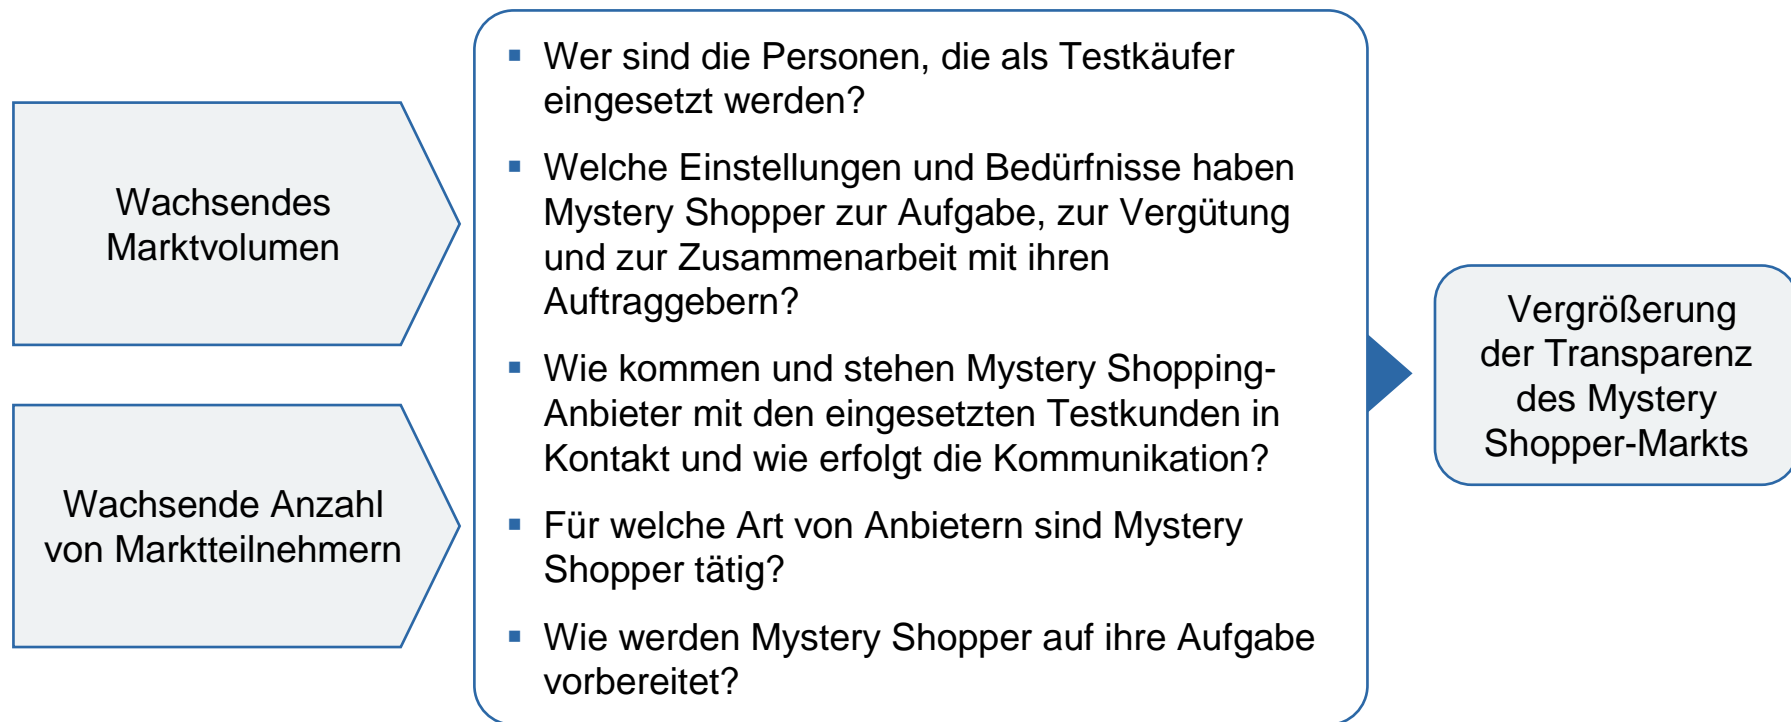 Wachsendes
Marktvolumen
Wachsende Anzahl
von Marktteilnehmern
▪ Wer sind die Personen, die als Testkäufer
eingesetzt werden?
▪ Welche Einstellungen und Bedürfnisse haben
Mystery Shopper zur Aufgabe, zur Vergütung
und zur Zusammenarbeit mit ihren
Auftraggebern?
▪ Wie kommen und stehen Mystery Shopping-
Anbieter mit den eingesetzten Testkunden in
Kontakt und wie erfolgt die Kommunikation?
▪ Für welche Art von Anbietern sind Mystery
Shopper tätig?
▪ Wie werden Mystery Shopper auf ihre Aufgabe
vorbereitet?
Vergrößerung
der Transparenz
des Mystery
Shopper-Markts